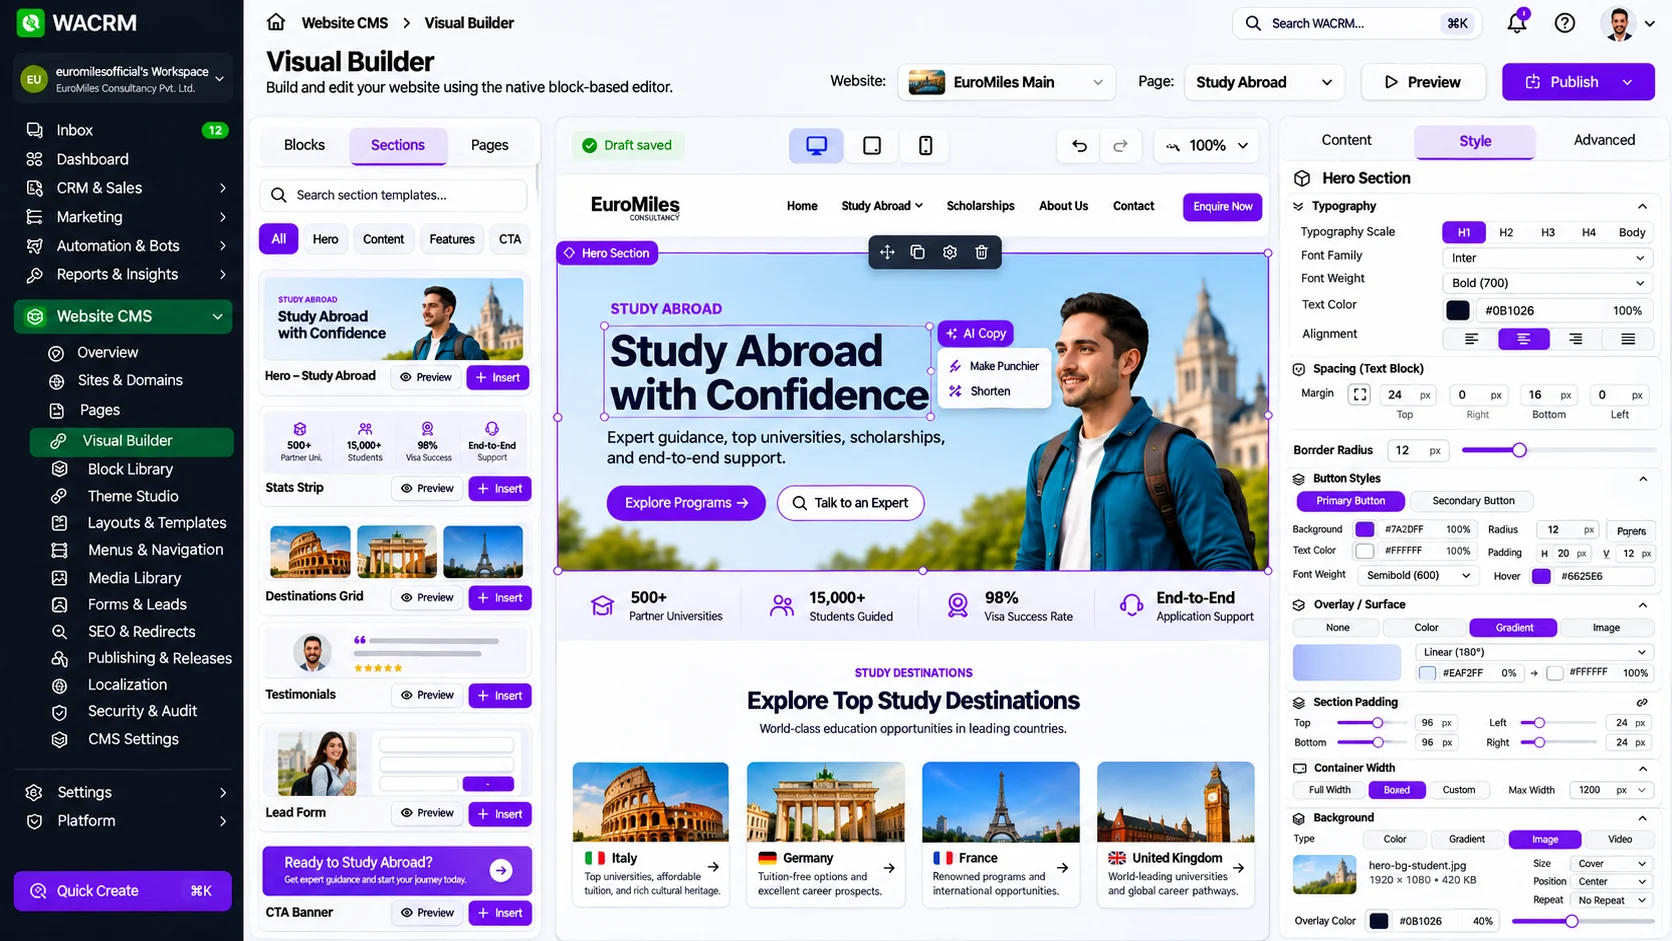 WACRM
EU
euromilesofficial's Workspace
EuroMiles Consultancy Pvt. Ltd.
Inbox
12
Dashboard
CRM & Sales
Marketing
Automation & Bots
Reports & Insights
Website CMS
Overview
Sites & Domains
Pages
Visual Builder
Block Library
Theme Studio
Layouts & Templates
Menus & Navigation
Media Library
Forms & Leads
SEO & Redirects
Publishing & Releases
Localization
Security & Audit
CMS Settings
Settings
Platform
Quick Create ⌘K
Website CMS > Visual Builder
Search WACRM... ⌘K
Visual Builder
Build and edit your website using the native block-based editor.
Website: EuroMiles Main
Page: Study Abroad
Preview
Publish
Blocks Sections Pages
Search section templates...
All Hero Content Features CTA
STUDY ABROAD
Study Abroad
with Confidence
Hero – Study Abroad Preview + Insert
500+ 15,000+ 98% End-to-End
Partner Uni. Students Visa Success Support
Stats Strip Preview + Insert
Destinations Grid Preview + Insert
Testimonials Preview + Insert
Lead Form Preview + Insert
Ready to Study Abroad?
Get expert guidance and start your journey today.
CTA Banner Preview + Insert
Draft saved
100%
EuroMiles
CONSULTANCY
Home Study Abroad Scholarships About Us Contact Enquire Now
Hero Section
STUDY ABROAD
Study Abroad
with Confidence
AI Copy
Make Punchier
Shorten
Expert guidance, top universities, scholarships,
and end-to-end support.
Explore Programs →
Talk to an Expert
500+ 15,000+ 98% End-to-End
Partner Universities Students Guided Visa Success Rate Application Support
STUDY DESTINATIONS
Explore Top Study Destinations
World-class education opportunities in leading countries.
Italy
Top universities, affordable
tuition, and rich cultural heritage.
Germany
Tuition-free options and
excellent career prospects.
France
Renowned programs and
international opportunities.
United Kingdom
World-leading universities
and global career pathways.
Content Style Advanced
Hero Section
Typography
Typography Scale H1 H2 H3 H4 Body
Font Family Inter
Font Weight Bold (700)
Text Color #0B1026 100%
Alignment
Spacing (Text Block)
Margin 24 px 0 px 16 px 0 px
Top Right Bottom Left
Borrder Radius 12 px
Button Styles
Primary Button Secondary Button
Background #7A2DFF 100% Radius 12 px
Text Color #FFFFFF 100% Padding H 20 px V 12 px
Font Weight Semibold (600) Hover #6625E6
Overlay / Surface
None Color Gradient Image
Linear (180°)
#EAF2FF 0% → #FFFFFF 100%
Section Padding
Top 96 px Left 24 px
Bottom 96 px Right 24 px
Container Width
Full Width Boxed Custom Max Width 1200 px
Background
Type Color Gradient Image Video
hero-bg-student.jpg
1920 × 1080 • 420 KB
Size Cover
Position Center
Repeat No Repeat
Overlay Color #0B1026 40%